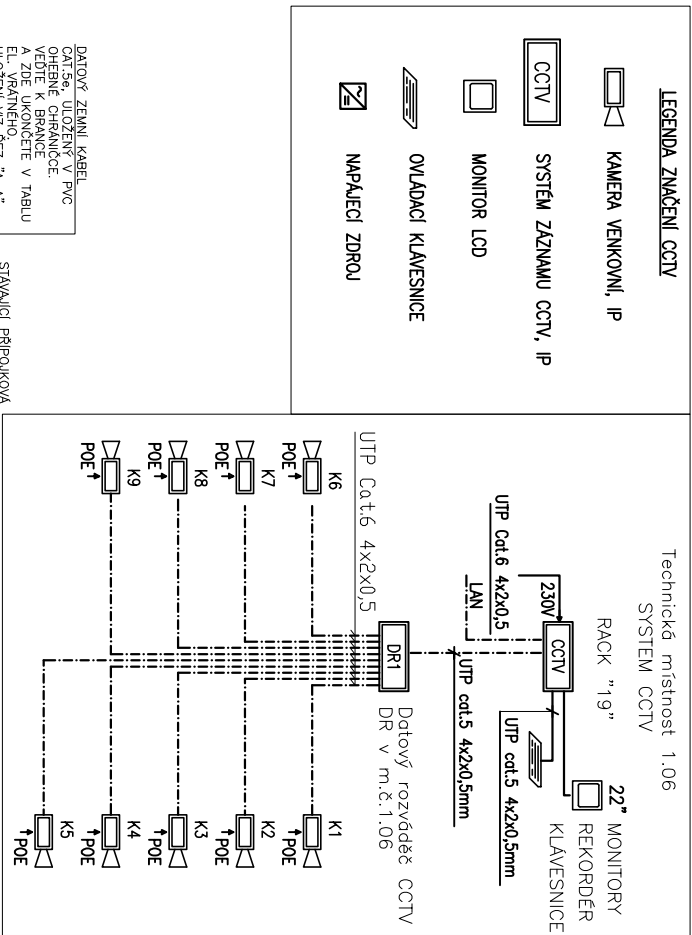 LEGENDA ZNAČENÍ CCTV
KAMERA VENKOVNÍ, IP
CCTV
SYSTÉM ZÁZNAMU CCTV, IP
MONITOR LCD
OVLÁDACÍ KLÁVESNICE
NAPÁJECÍ ZDROJ
Technická místnost 1.06
SYSTEM CCTV
RACK "19"
22" MONITORY
REKORDÉR
KLÁVESNICE
230V
CCTV
UTP Cat.6 4x2x0,5
LAN
UTP cat.5 4x2x0,5mm
UTP cat.5 4x2x0,5mm
DR1
Datový rozváděč CCTV
DR v m.č.1.06
UTP Cat.6 4x2x0,5
K6
POE
K7
POE
K8
POE
K9
POE
K1
POE
K2
POE
K3
POE
K4
POE
K5
POE
DATOVÝ ZEMNÍ KABEL
CAT.5e, ULOŽENÝ V PVC
OHEBNÉ CHRÁNIČCE.
VEĎTE K BRANCE
A ZDE UKONČETE V TABLU
EL. VRÁTNÉHO.
STÁVAJÍCÍ PŘÍPOJKOVÁ